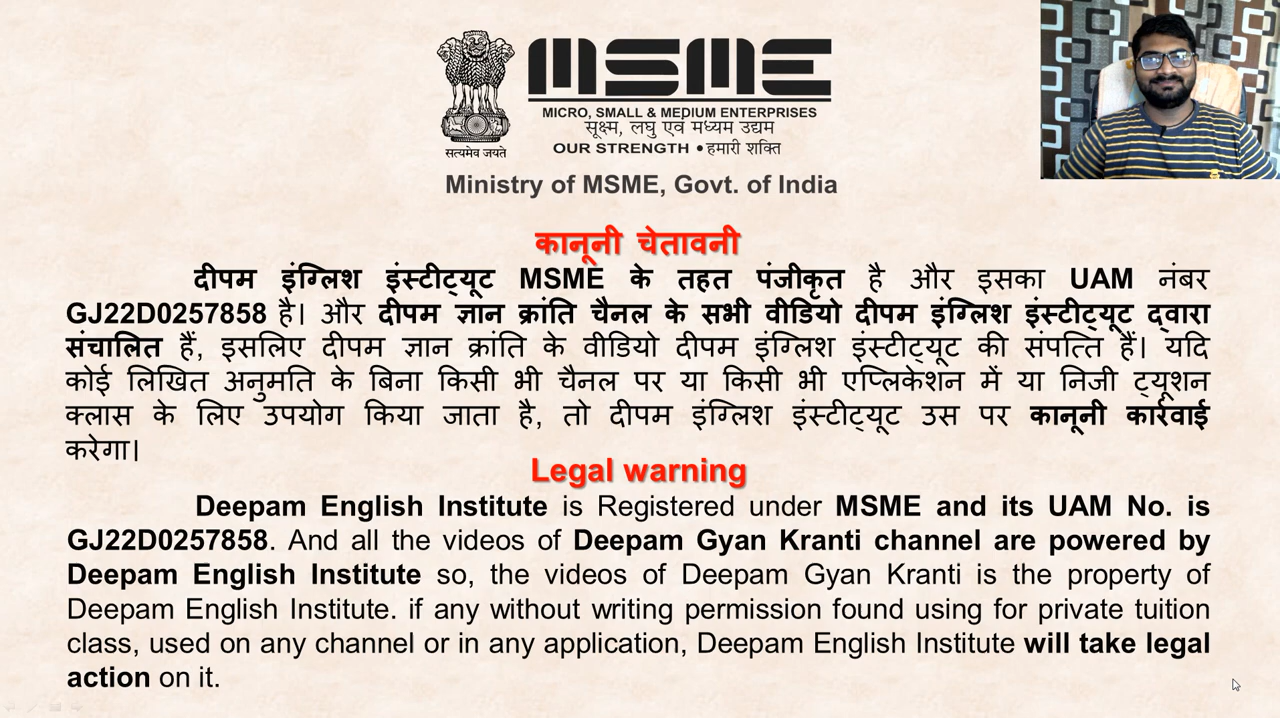 MSME
MICRO, SMALL & MEDIUM ENTERPRISES
सूक्ष्म, लघु एवं मध्यम उद्यम
सत्यमेव जयते
OUR STRENGTH • हमारी शक्ति
Ministry of MSME, Govt. of India
कानूनी चेतावनी
दीपम इंग्लिश इंस्टीट्यूट MSME के तहत पंजीकृत है और इसका UAM नंबर
GJ22D0257858 है। और दीपम ज्ञान क्रांति चैनल के सभी वीडियो दीपम इंग्लिश इंस्टीट्यूट द्वारा
संचालित हैं, इसलिए दीपम ज्ञान क्रांति के वीडियो दीपम इंग्लिश इंस्टीट्यूट की संपत्ति हैं। यदि
कोई लिखित अनुमति के बिना किसी भी चैनल पर या किसी भी एप्लिकेशन में या निजी ट्यूशन
क्लास के लिए उपयोग किया जाता है, तो दीपम इंग्लिश इंस्टीट्यूट उस पर कानूनी कार्रवाई
करेगा।
Legal warning
Deepam English Institute is Registered under MSME and its UAM No. is
GJ22D0257858. And all the videos of Deepam Gyan Kranti channel are powered by
Deepam English Institute so, the videos of Deepam Gyan Kranti is the property of
Deepam English Institute. if any without writing permission found using for private tuition
class, used on any channel or in any application, Deepam English Institute will take legal
action on it.